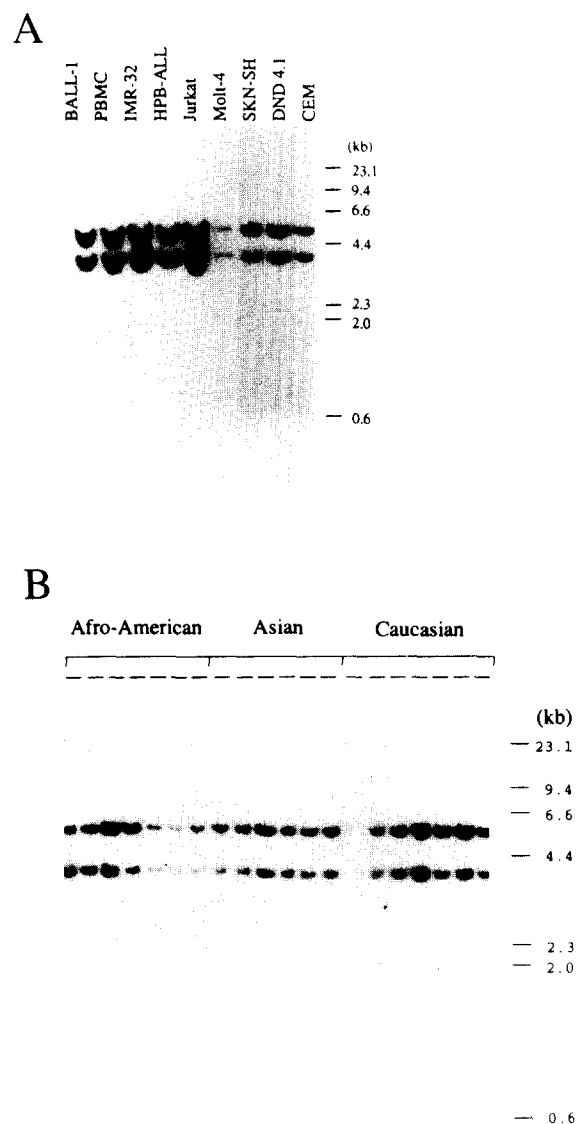 A
BALL-1
PBMC
IMR-32
HPB-ALL
Jurkat
Molt-4
SKN-SH
DND 4.1
CEM
(kb)
23.1
9.4
6.6
4.4
2.3
2.0
0.6
B
Afro-American Asian Caucasian
(kb)
23.1
9.4
6.6
4.4
2.3
2.0
0.6